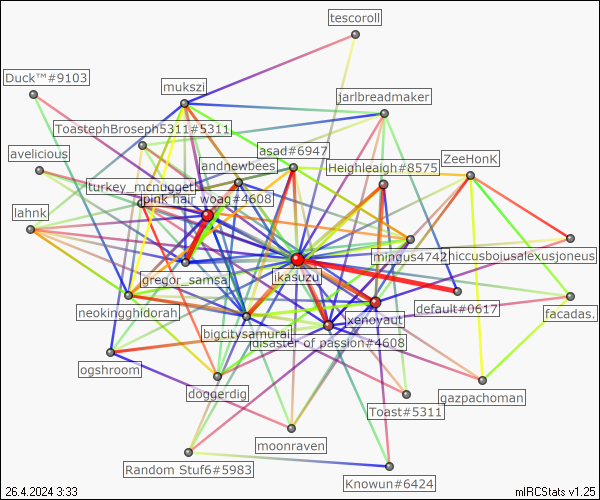 tescoroll
Duck™#9103
mukszi
jarlbreadmaker
ToastephBroseph5311#5311
asad#6947
avelicious
andnewbees
Heighleaigh#8575
ZeeHonK
turkey_mcnugget
pink hair woag#4608
lahnk
mingus4742
hiccusboiusalexusjoneus
gregor_samsa
ikasuzu
neokingghidorah
default#0617
facadas.
xenoyaut
bigcitysamurai
disaster of passion#4608
ogshroom
doggerdig
gazpachoman
Toast#5311
moonraven
Random Stuf6#5983
Knowun#6424
26.4.2024 3:33
mIRCStats v1.25